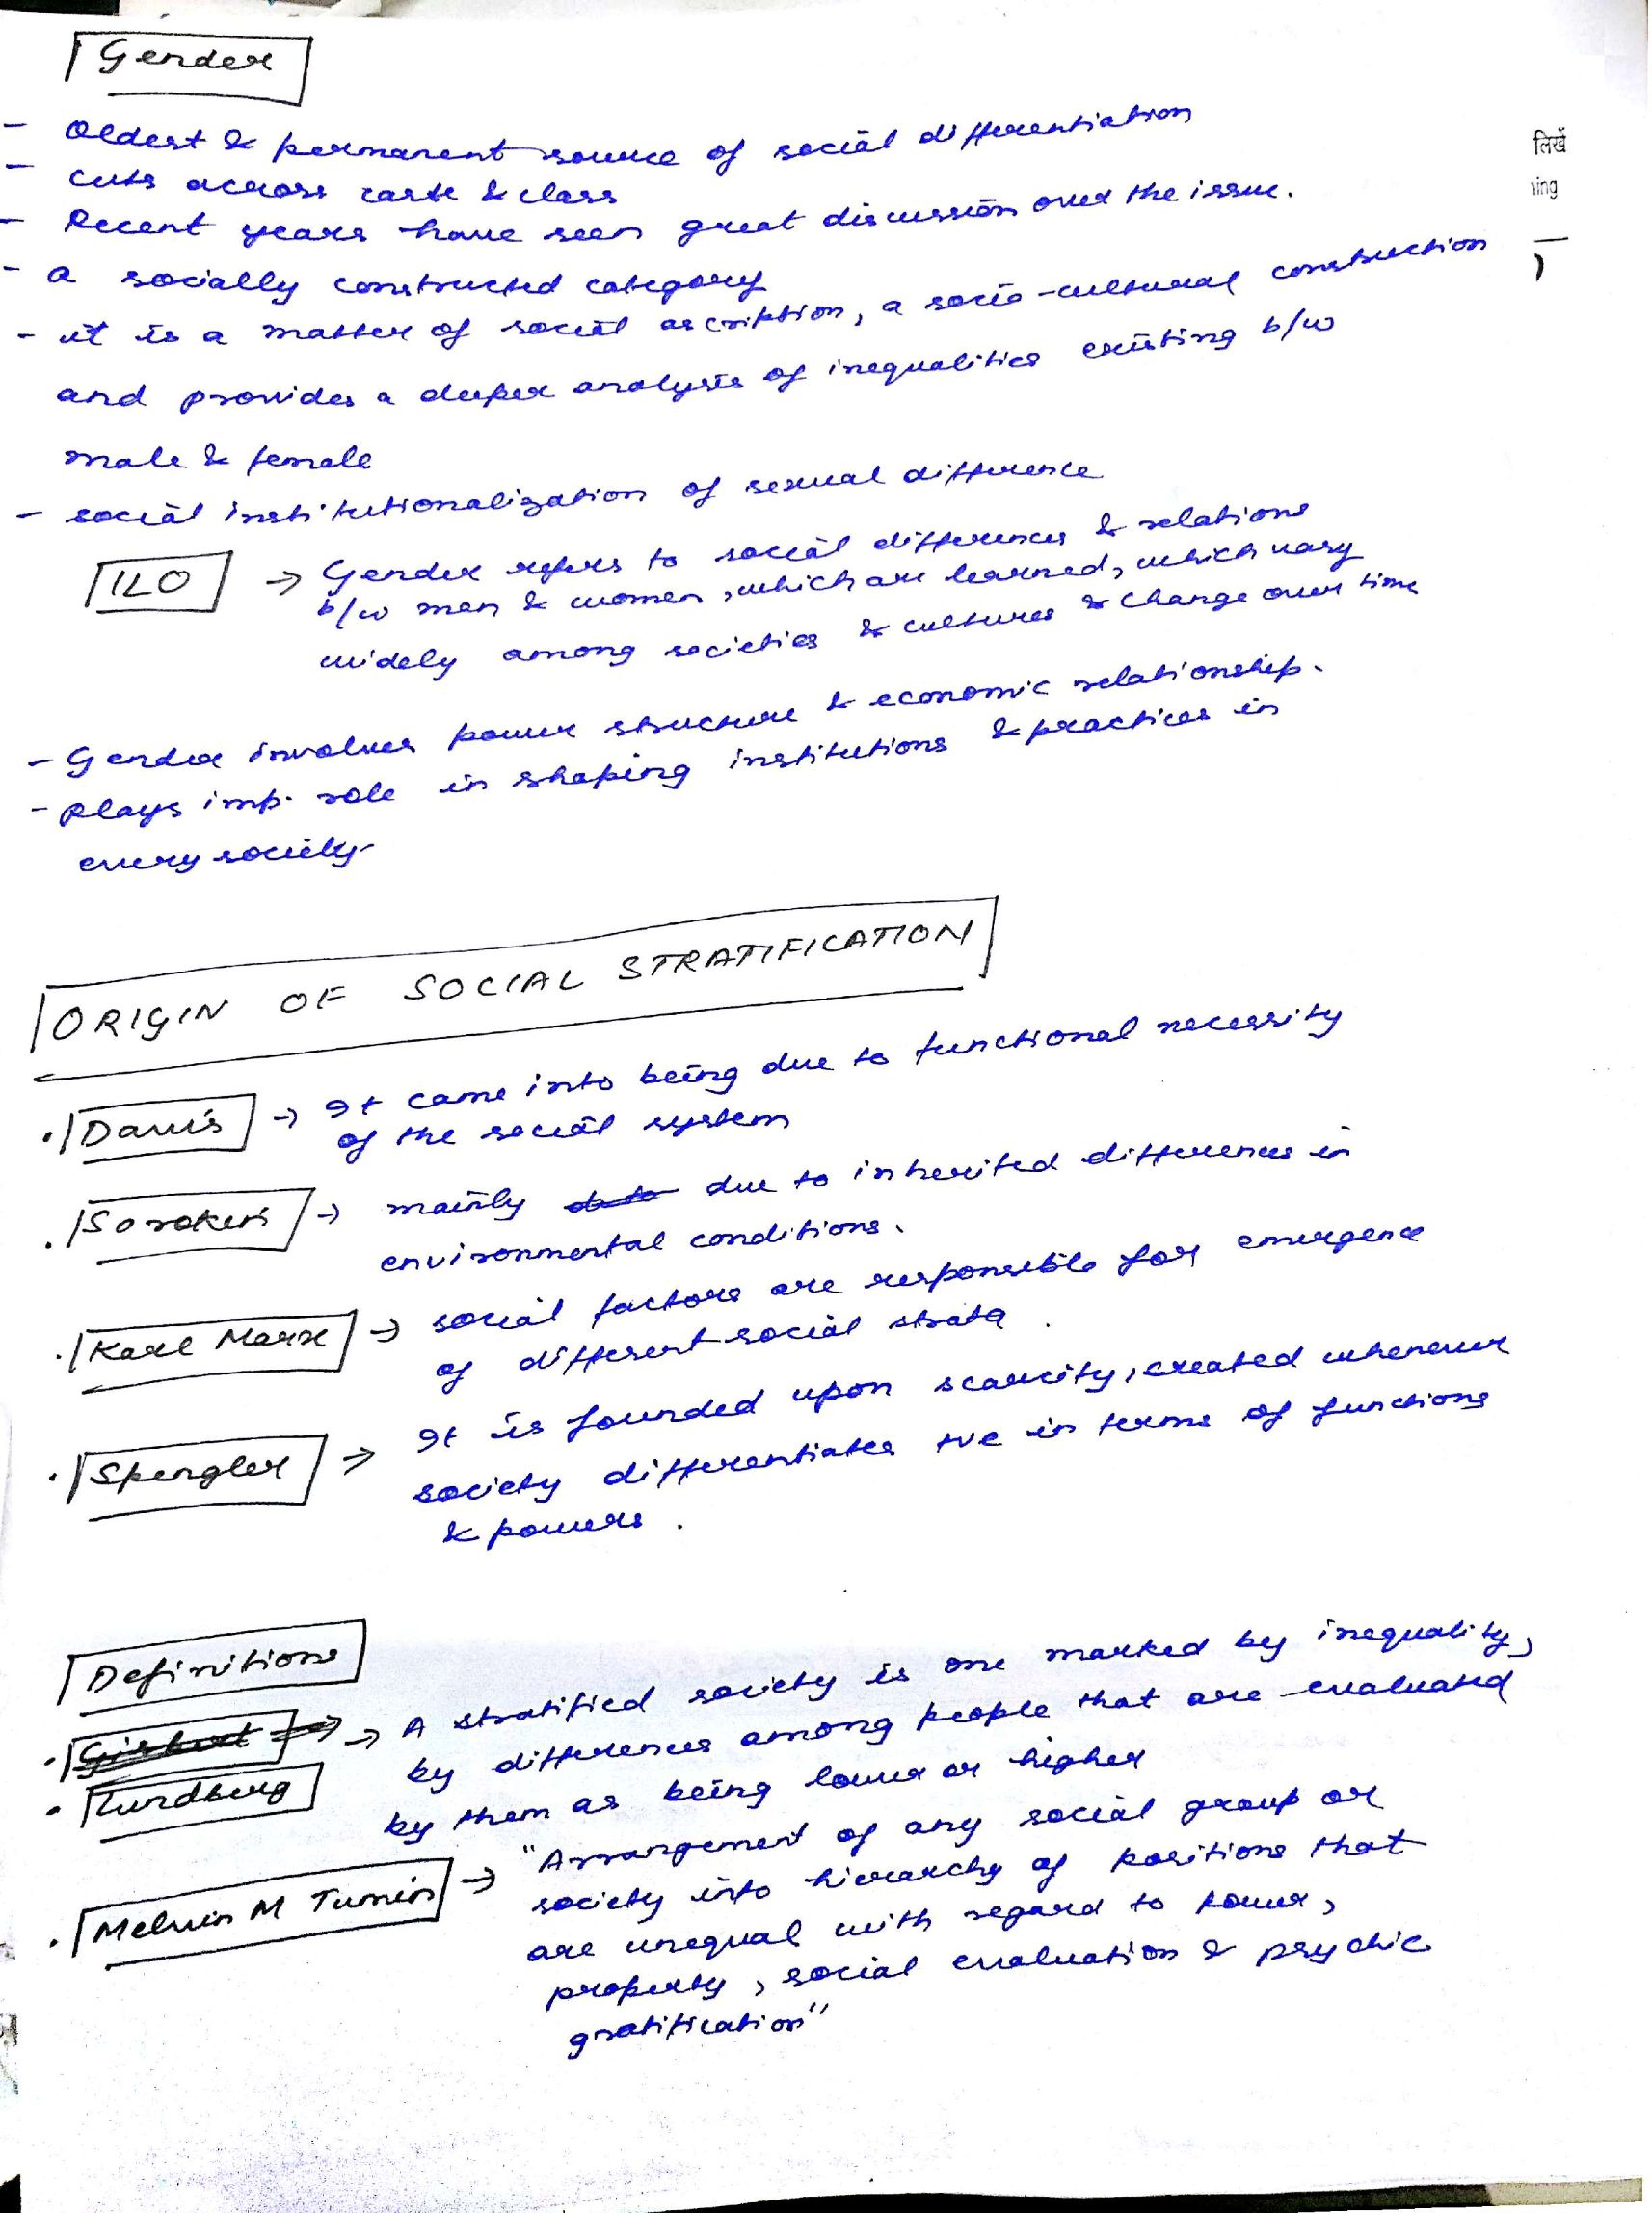 Gender
- Oldest & permanent source of social differentiation
- cuts across caste & class
- Recent years have seen great discussion over the issue.
- a socially constructed category
- it is a matter of social ascription, a socio-cultural construction
and provides a deeper analysis of inequalities existing b/w
male & female
- social institutionalization of sexual difference
ILO → Gender refers to social differences & relations
b/w men & women, which are learned, which vary
widely among societies & cultures & change over time
- Gender involves power structure & economic relationship.
- plays imp. role in shaping institutions & practices in
every society
ORIGIN OF SOCIAL STRATIFICATION
. Davis → It came into being due to functional necessity
of the social system
. Sorokin → mainly due to inherited differences in
environmental conditions.
. Karl Marx → social factors are responsible for emergence
of different social strata.
. Spengler → It is founded upon scarcity, created whenever
society differentiates +ve in terms of functions
& powers.
Definitions
. Gisbert → → A stratified society is one marked by inequality,
. Lundberg by differences among people that are evaluated
by them as being lower or higher
. Melvin M Tumin → "Arrangement of any social group or
society into hierarchy of positions that
are unequal with regard to power,
property, social evaluation & psychic
gratification"
लिखें
ning
)